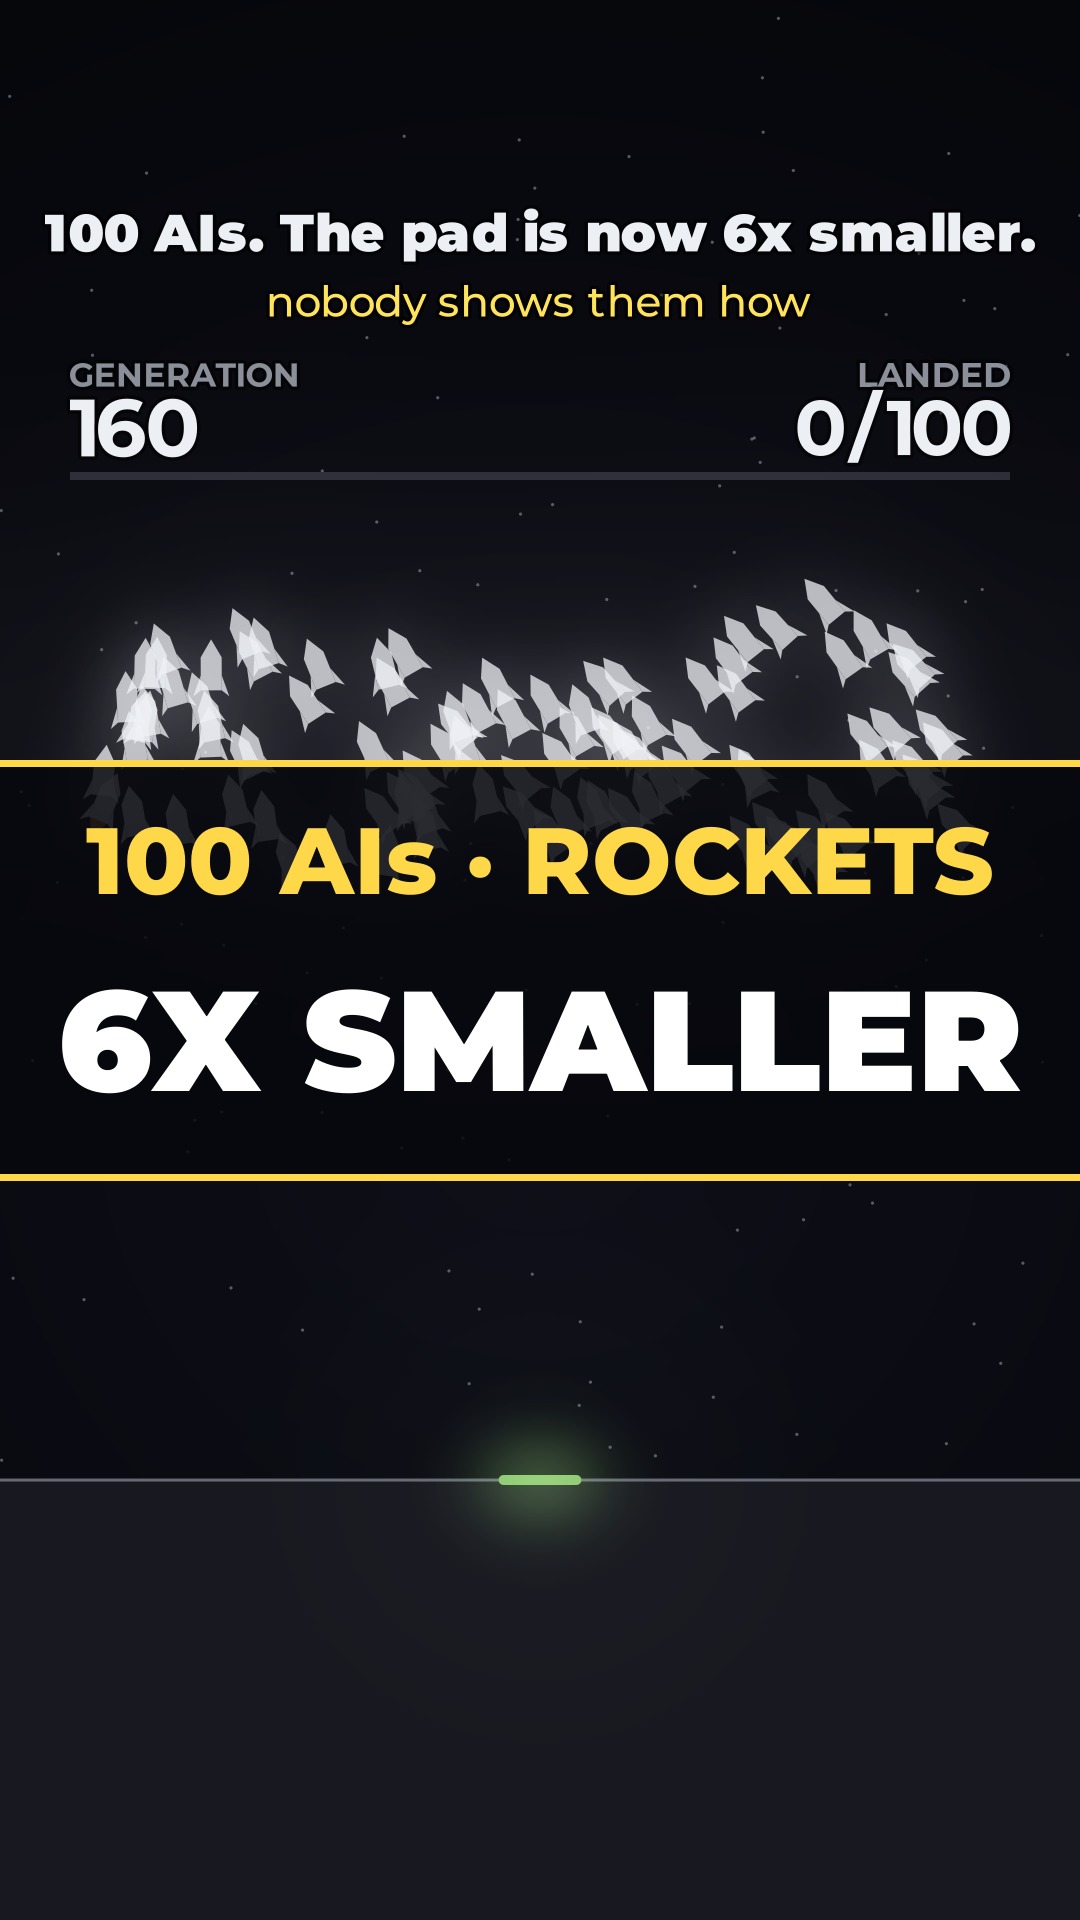 100 AIs. The pad is now 6x smaller.
nobody shows them how
GENERATION
160
LANDED
0/100
100 AIs • ROCKETS
6X SMALLER